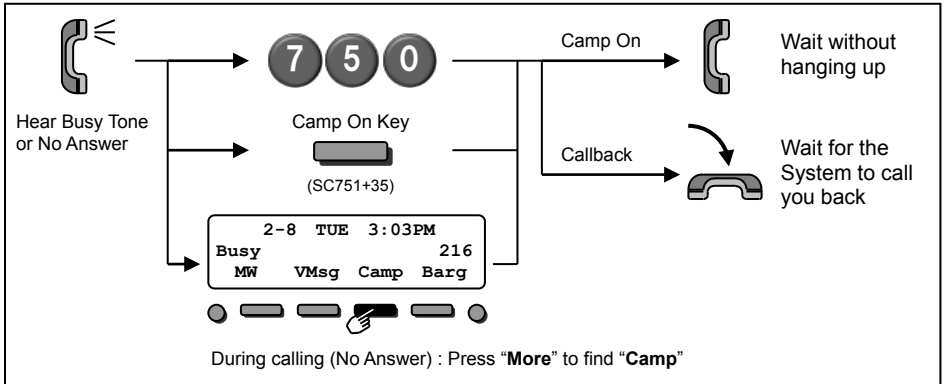 Hear Busy Tone
or No Answer
7 5 0
Camp On Key
(SC751+35)
2-8 TUE 3:03PM
Busy 216
MW VMsg Camp Barg
During calling (No Answer) : Press “More” to find “Camp”
Camp On
Wait without
hanging up
Callback
Wait for the
System to call
you back